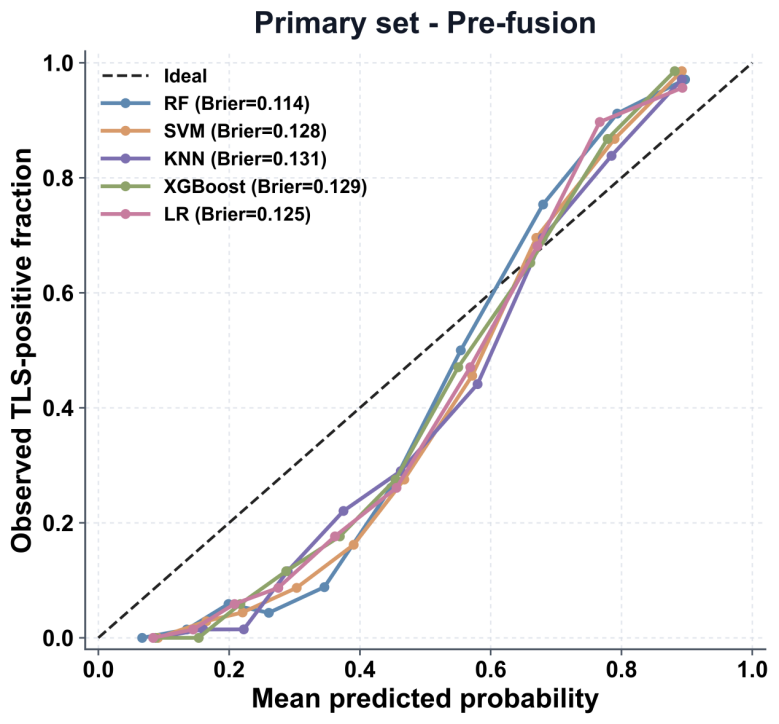 Primary set - Pre-fusion
Ideal
RF (Brier=0.114)
SVM (Brier=0.128)
KNN (Brier=0.131)
XGBoost (Brier=0.129)
LR (Brier=0.125)
Observed TLS-positive fraction
1.0
0.8
0.6
0.4
0.2
0.0
0.0 0.2 0.4 0.6 0.8 1.0
Mean predicted probability